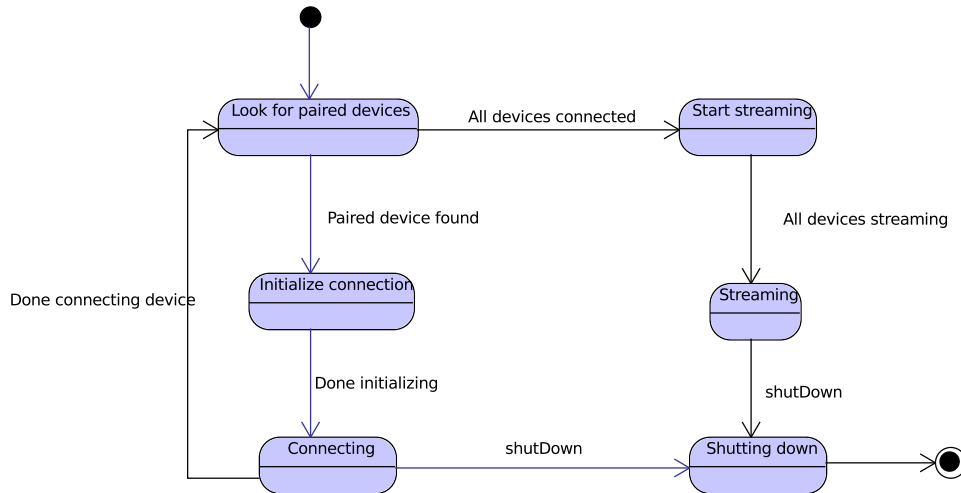 Look for paired devices
All devices connected
Start streaming
Paired device found
All devices streaming
Initialize connection
Done connecting device
Streaming
Done initializing
shutDown
Connecting
shutDown
Shutting down